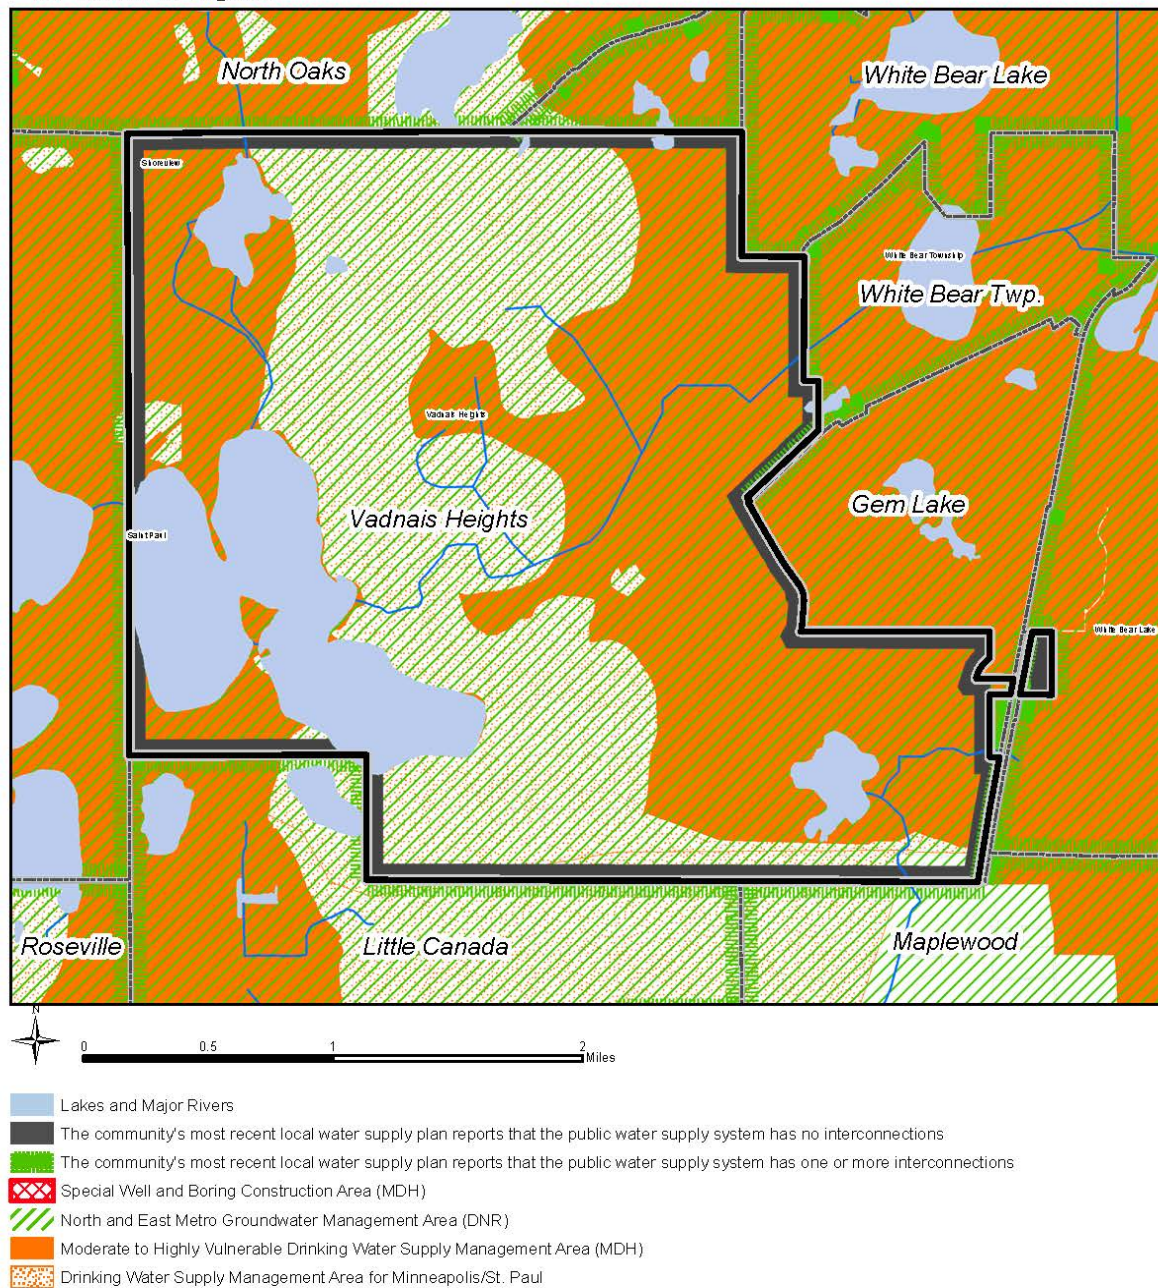 North Oaks
White Bear Lake
Shoreview
White Bear Township
White Bear Twp.
Vadnais Heights
Gem Lake
Vadnais Heights
Saint Paul
White Bear Lake
Roseville
Little Canada
Maplewood
N
0 0.5 1 2
Miles
Lakes and Major Rivers
The community's most recent local water supply plan reports that the public water supply system has no interconnections
The community's most recent local water supply plan reports that the public water supply system has one or more interconnections
Special Well and Boring Construction Area (MDH)
North and East Metro Groundwater Management Area (DNR)
Moderate to Highly Vulnerable Drinking Water Supply Management Area (MDH)
Drinking Water Supply Management Area for Minneapolis/St. Paul